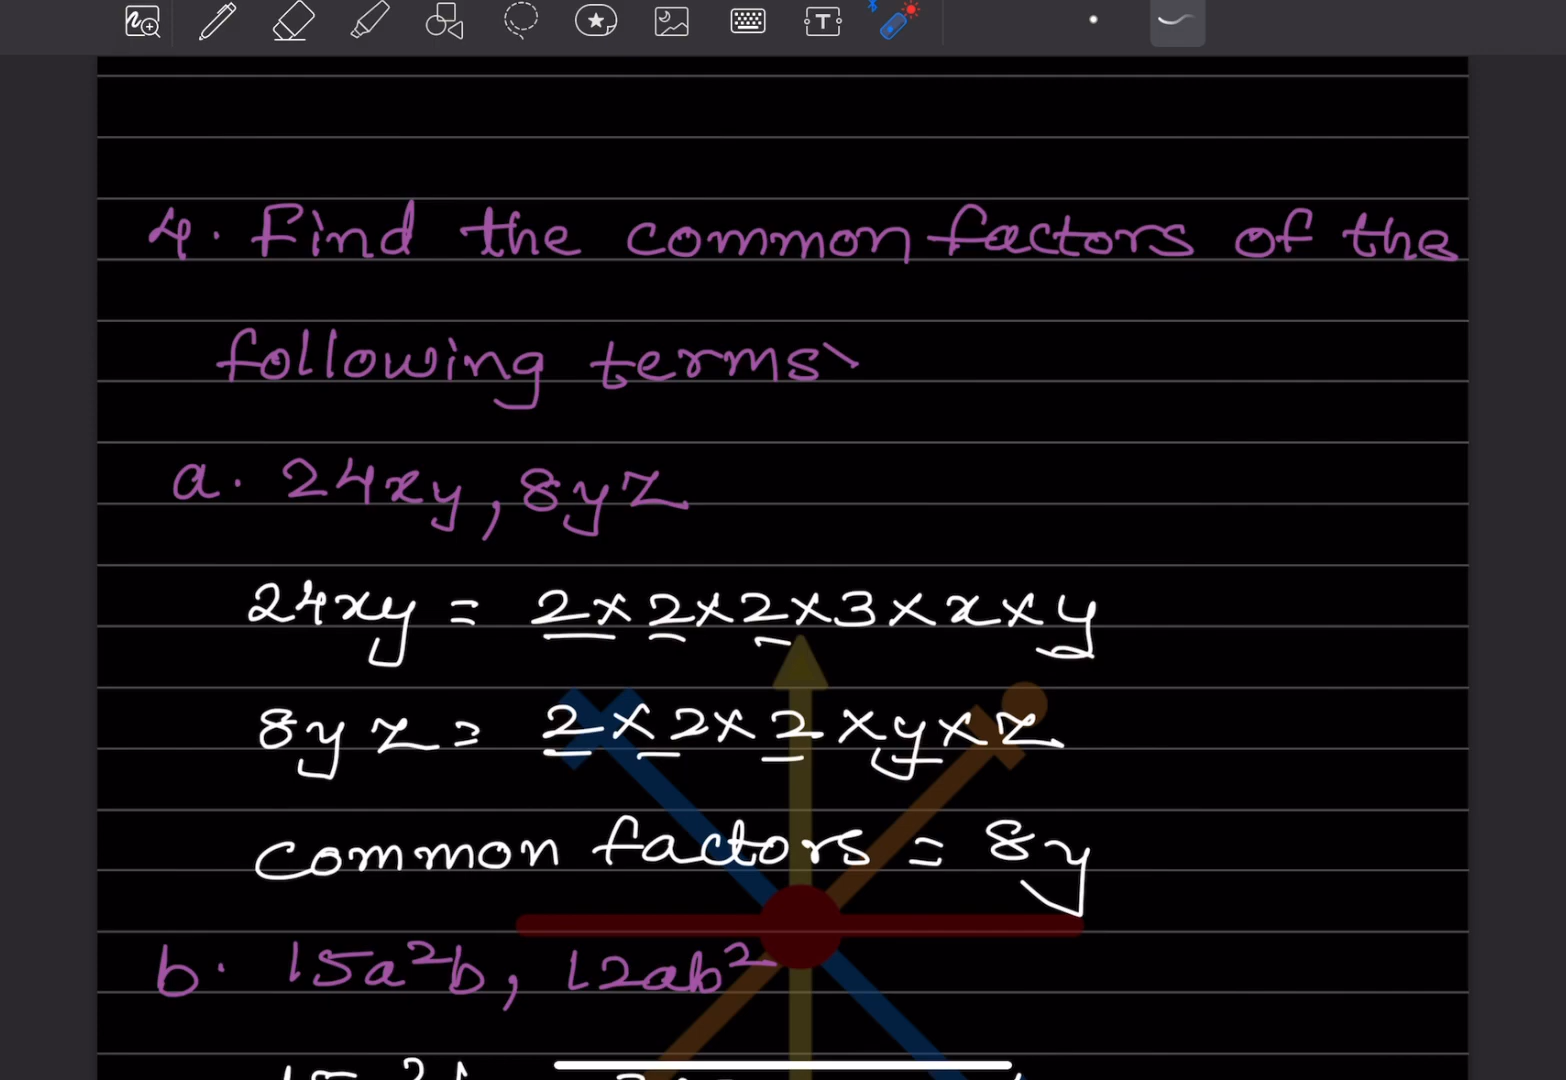 4. Find the common factors of the
following terms
a. 24xy, 8yz
24xy = 2×2×2×3×x×y
8yz = 2×2×2×y×z
common factors = 8y
b. 15a²b, 12ab²